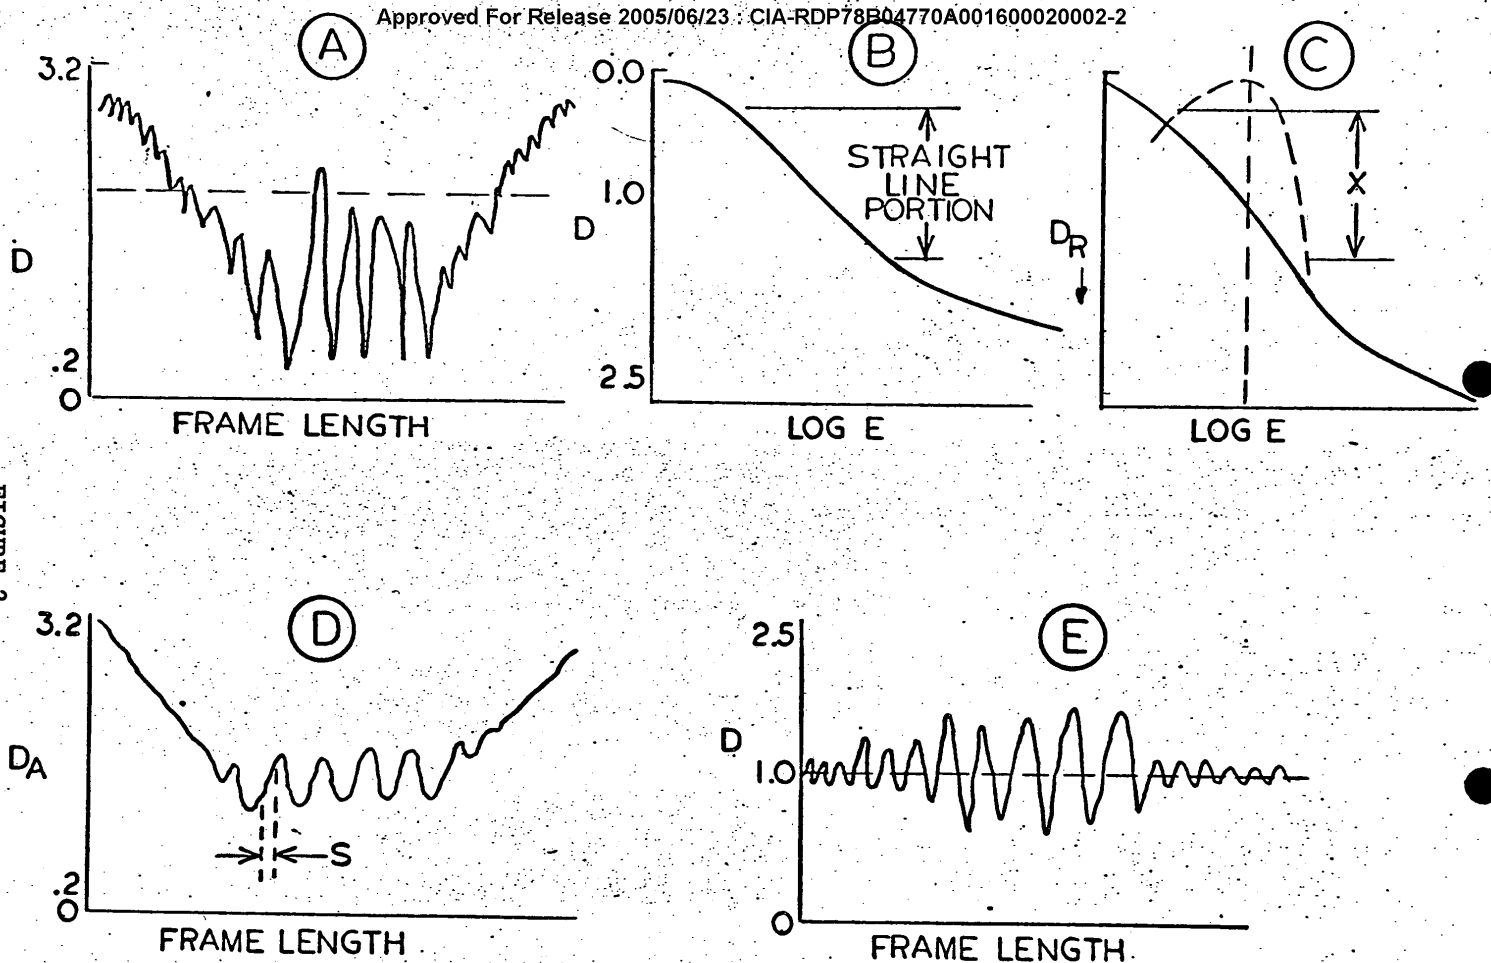 Approved For Release 2005/06/23 : CIA-RDP78B04770A001600020002-2
A
3.2
D
.2
0
FRAME LENGTH
B
0.0
1.0
D
2.5
STRAIGHT
LINE
PORTION
LOG E
C
DR
X
LOG E
D
3.2
DA
.2
0
S
FRAME LENGTH
E
2.5
D
1.0
0
FRAME LENGTH